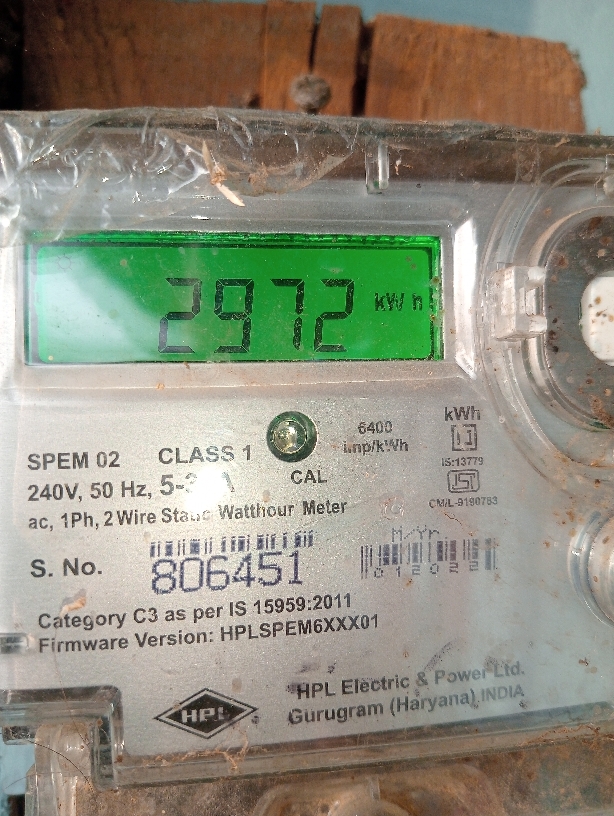 2972 kWh
6400
imp/kWh
kWh
SPEM 02 CLASS 1
IS:13779
240V, 50 Hz,
CAL
CM/L-9190783
ac, 1Ph, 2 Wire Static Watthour Meter
M/Yr.
S. No. 806451
012022
Category C3 as per IS 15959:2011
Firmware Version: HPLSPEM6XXX01
HPL
HPL Electric & Power Ltd.
Gurugram (Haryana) INDIA